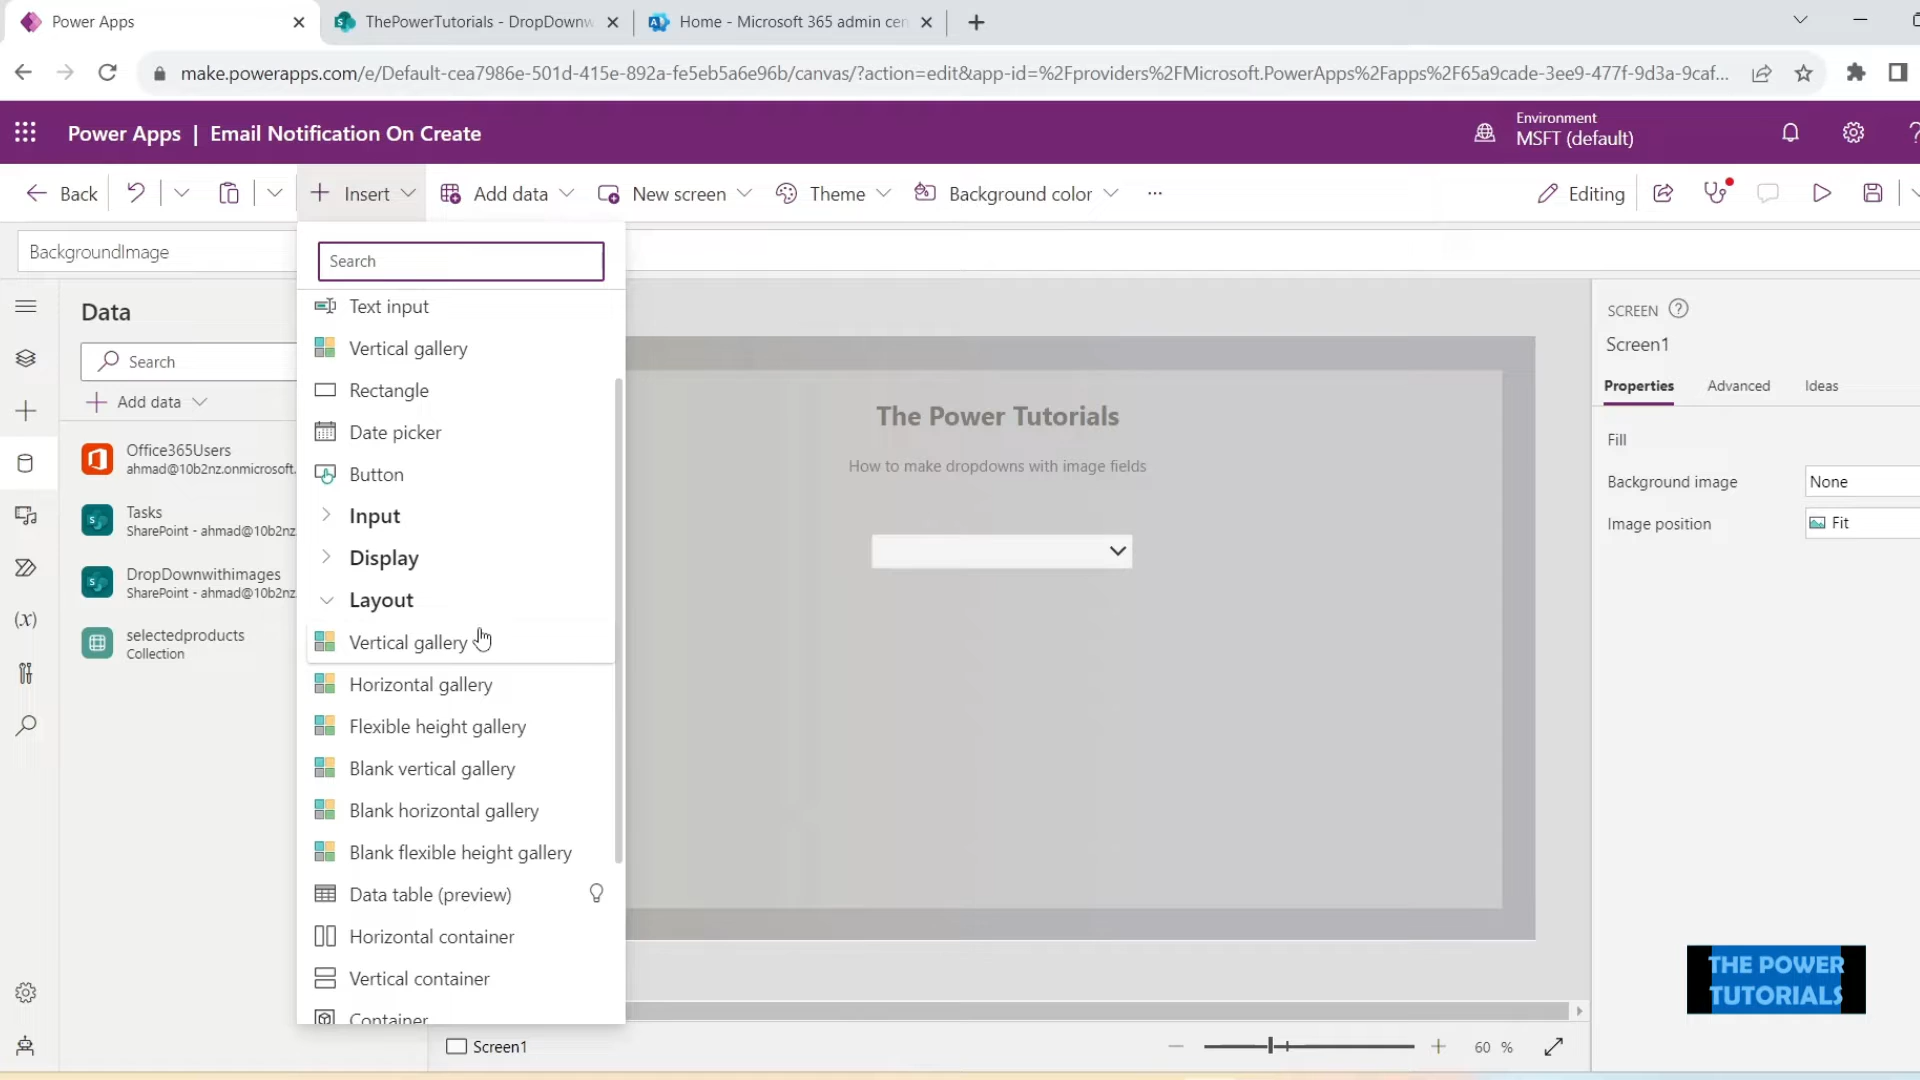 Power Apps
ThePowerTutorials - DropDownw
Home - Microsoft 365 admin cen
make.powerapps.com/e/Default-cea7986e-501d-415e-892a-fe5eb5a6e96b/canvas/?action=edit&app-id=%2Fproviders%2FMicrosoft.PowerApps%2Fapps%2F65a9cade-3ee9-477f-9d3a-9caf...
Power Apps | Email Notification On Create
Environment
MSFT (default)
Back
Insert
Add data
New screen
Theme
Background color
...
Editing
BackgroundImage
Search
Data
Search
Add data
Office365Users
ahmad@10b2nz.onmicrosoft.
Tasks
SharePoint - ahmad@10b2nz.
DropDownwithimages
SharePoint - ahmad@10b2nz.
selectedproducts
Collection
(x)
Text input
Vertical gallery
Rectangle
Date picker
Button
Input
Display
Layout
Vertical gallery
Horizontal gallery
Flexible height gallery
Blank vertical gallery
Blank horizontal gallery
Blank flexible height gallery
Data table (preview)
Horizontal container
Vertical container
Container
The Power Tutorials
How to make dropdowns with image fields
SCREEN
Screen1
Properties
Advanced
Ideas
Fill
Background image
None
Image position
Fit
THE POWER
TUTORIALS
Screen1
60 %